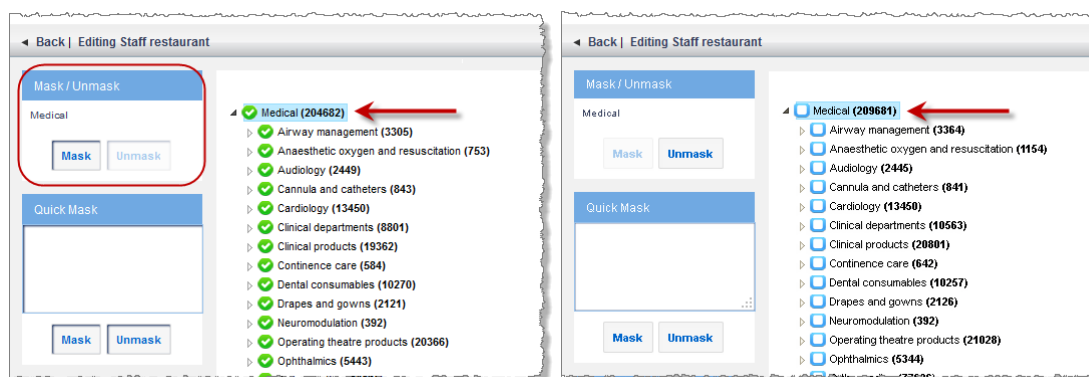 ◄ Back | Editing Staff restaurant
Mask / Unmask
Medical
Mask Unmask
Quick Mask
Mask Unmask
Medical (204682)
Airway management (3305)
Anaesthetic oxygen and resuscitation (753)
Audiology (2449)
Cannula and catheters (843)
Cardiology (13450)
Clinical departments (8801)
Clinical products (19362)
Continence care (584)
Dental consumables (10270)
Drapes and gowns (2121)
Neuromodulation (392)
Operating theatre products (20366)
Ophthalmics (5443)
◄ Back | Editing Staff restaurant
Mask / Unmask
Medical
Mask Unmask
Quick Mask
Mask Unmask
Medical (209681)
Airway management (3364)
Anaesthetic oxygen and resuscitation (1154)
Audiology (2445)
Cannula and catheters (841)
Cardiology (13450)
Clinical departments (10563)
Clinical products (20801)
Continence care (642)
Dental consumables (10257)
Drapes and gowns (2126)
Neuromodulation (392)
Operating theatre products (21028)
Ophthalmics (5344)